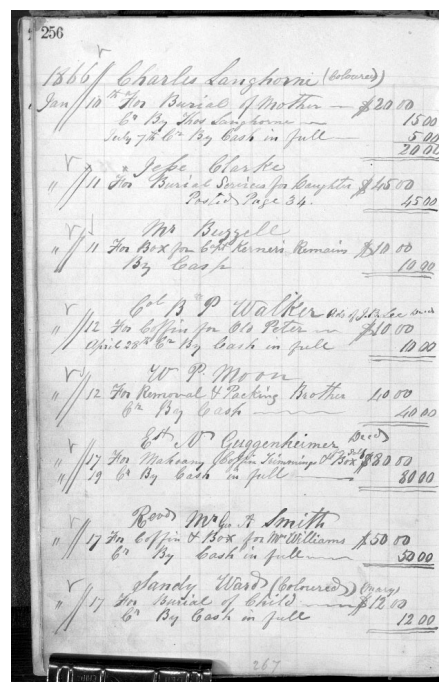 256
1866 Charles Langhorne (Coloured)
Jan 10th For Burial of Mother — $20 00
Cr By Thos Langhorne — 15 00
July 7th Cr By Cash in full — 5 00
20 00
Jesse Clarke
" 11 For Burial Services for Daughter $45 00
Posted Page 34. 45 00
Mr Buzzell
" 11 For Box for Capt Kerner's Remains $10 00
By Cash 10 00
Col B P Walker Lee Decd
" 12 For Coffin for Old Peter — $10 00
April 28th Cr By Cash in full 10 00
W P Moon
" 12 For Removal & Packing Brother 40 00
Cr By Cash — 40 00
Est N Guggenheimer Decd
" 17 For Mahogany Coffin Trimmings Box $80 00
" 19 Cr By Cash in full — 80 00
Revd Mr A Smith
" 17 For Coffin & Box for Mr Williams $50 00
Cr By Cash in full — 50 00
Sandy Ward (Coloured)
" 17 For Burial of Child — $12 00
Cr By Cash in full 12 00
267